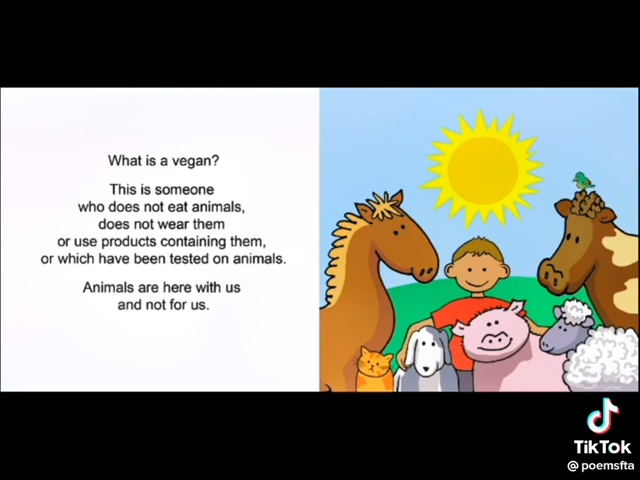 What is a vegan?
This is someone
who does not eat animals,
does not wear them
or use products containing them,
or which have been tested on animals.
Animals are here with us
and not for us.
TikTok
@poemsfta